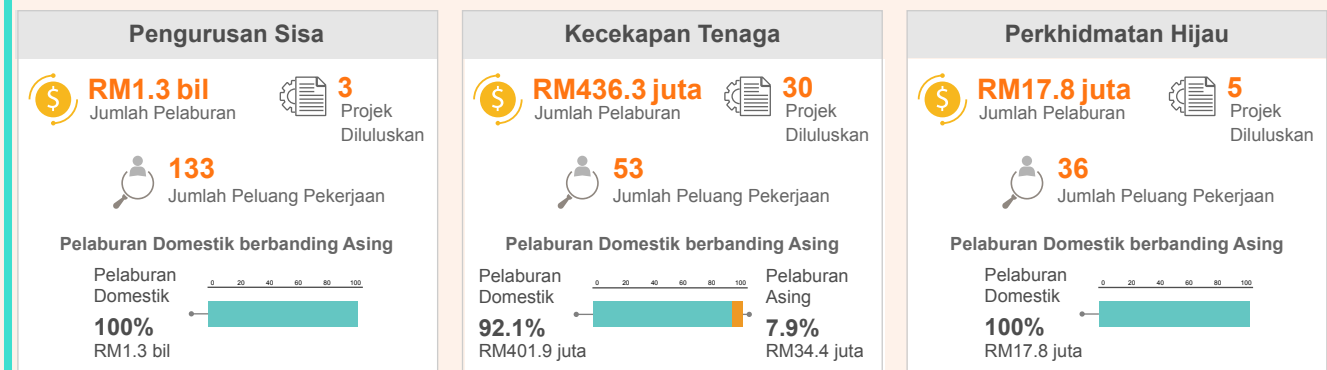 Pengurusan Sisa
RM1.3 bil
Jumlah Pelaburan
3
Projek
Diluluskan
133
Jumlah Peluang Pekerjaan
Pelaburan Domestik berbanding Asing
Pelaburan
Domestik
100%
RM1.3 bil
0 20 40 60 80 100
Kecekapan Tenaga
RM436.3 juta
Jumlah Pelaburan
30
Projek
Diluluskan
53
Jumlah Peluang Pekerjaan
Pelaburan Domestik berbanding Asing
Pelaburan
Domestik
92.1%
RM401.9 juta
0 20 40 60 80 100
Pelaburan
Asing
7.9%
RM34.4 juta
Perkhidmatan Hijau
RM17.8 juta
Jumlah Pelaburan
5
Projek
Diluluskan
36
Jumlah Peluang Pekerjaan
Pelaburan Domestik berbanding Asing
Pelaburan
Domestik
100%
RM17.8 juta
0 20 40 60 80 100